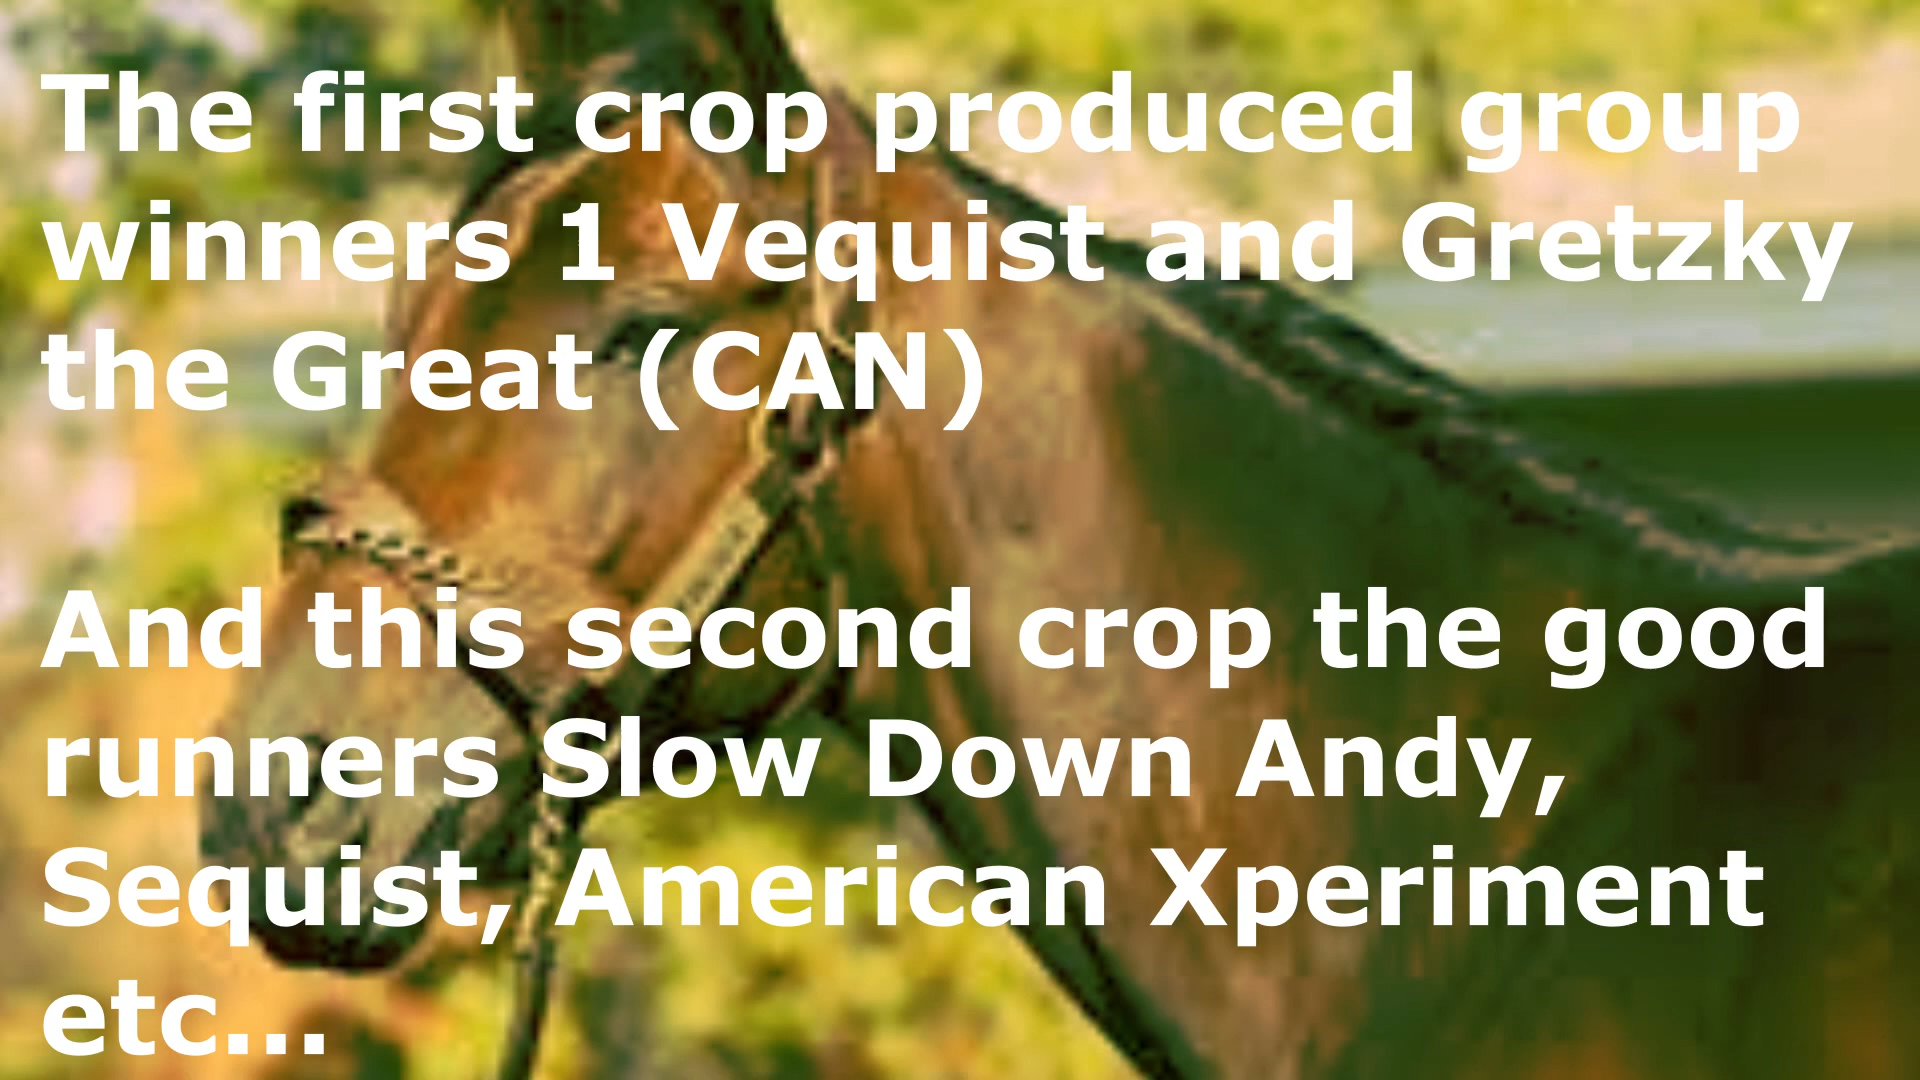 The first crop produced group
winners 1 Vequist and Gretzky
the Great (CAN)
And this second crop the good
runners Slow Down Andy,
Sequist, American Xperiment
etc...